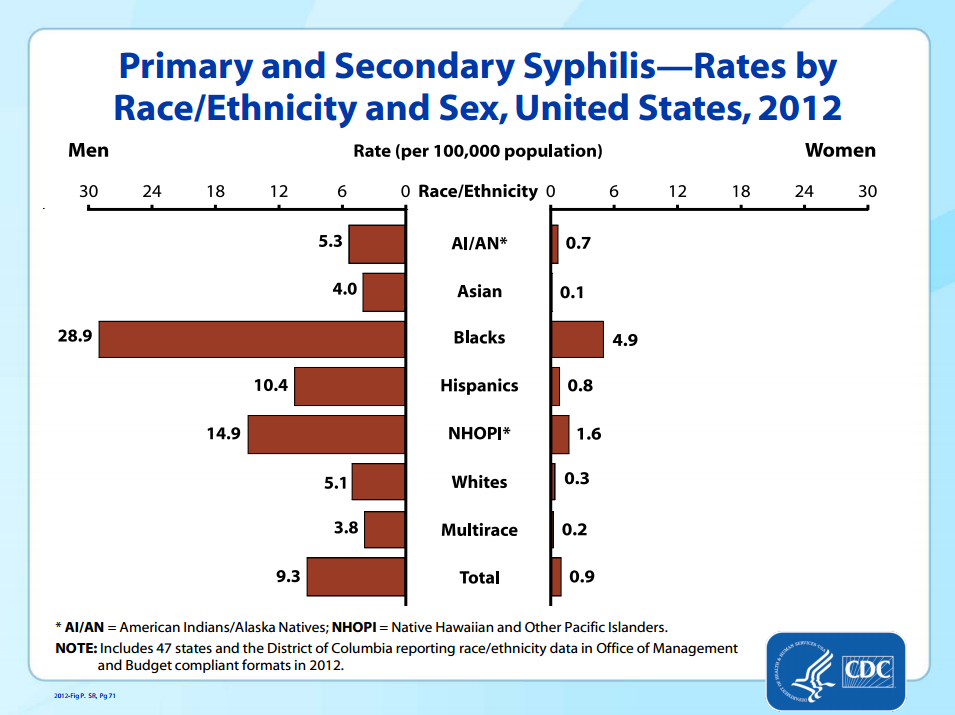 Primary and Secondary Syphilis—Rates by
Race/Ethnicity and Sex, United States, 2012
Men Rate (per 100,000 population) Women
30 24 18 12 6 0 Race/Ethnicity 0 6 12 18 24 30
5.3 AI/AN* 0.7
4.0 Asian 0.1
28.9 Blacks 4.9
10.4 Hispanics 0.8
14.9 NHOPI* 1.6
5.1 Whites 0.3
3.8 Multirace 0.2
9.3 Total 0.9
* AI/AN = American Indians/Alaska Natives; NHOPI = Native Hawaiian and Other Pacific Islanders.
NOTE: Includes 47 states and the District of Columbia reporting race/ethnicity data in Office of Management
and Budget compliant formats in 2012.
DEPARTMENT OF HEALTH & HUMAN SERVICES USA
CDC
2012-Fig P. SR, Pg 71